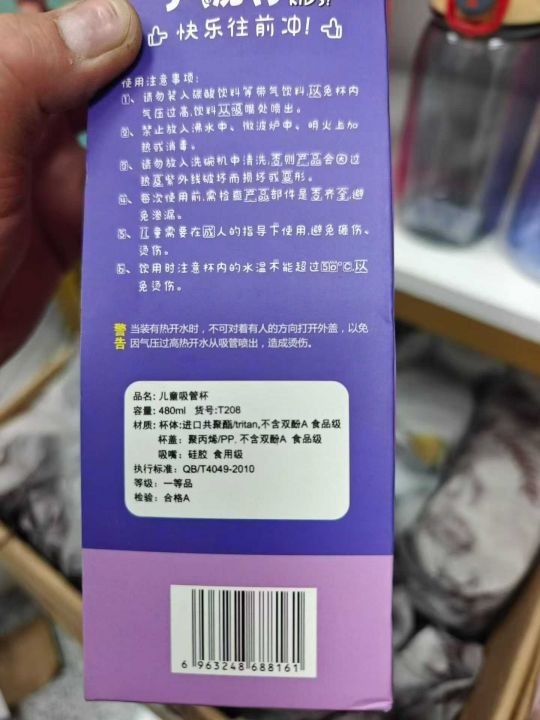 KIDS!
快乐往前冲!
使用注意事项:
①、请勿装入碳酸饮料等带气饮料,以免杯内
气压过高,饮料从吸嘴处喷出。
②、禁止放入沸水中、微波炉中、明火上加
热或消毒。
③、请勿放入洗碗机中清洗,否则产品会因过
热或紫外线破坏而损坏或变形。
④、每次使用前,需检查产品部件是否齐全,避
免渗漏。
⑤、儿童需要在成人的指导下使用,避免砸伤、
烫伤。
⑥、饮用时注意杯内的水温不能超过50°C,以
免烫伤。
警告 当装有热开水时，不可对着有人的方向打开外盖，以免
因气压过高热开水从吸管喷出，造成烫伤。
品名: 儿童吸管杯
容量: 480ml 货号:T208
材质: 杯体:进口共聚酯/tritan,不含双酚A 食品级
杯盖: 聚丙烯/PP. 不含双酚A 食品级
吸嘴: 硅胶 食用级
执行标准: QB/T4049-2010
等级: 一等品
检验: 合格A
6 963248 688161